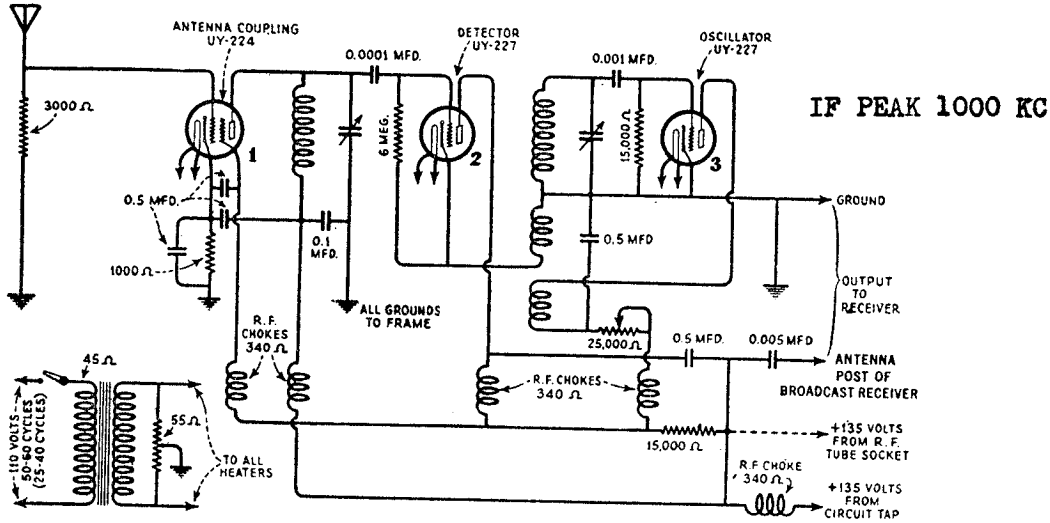 ANTENNA COUPLING
UY-224
DETECTOR
UY-227
OSCILLATOR
UY-227
0.0001 MFD.
0.001 MFD.
IF PEAK 1000 KC
3000 Ω
6 MEG.
15,000 Ω
1
2
3
0.5 MFD.
0.1
MFD.
0.5 MFD
GROUND
1000 Ω
ALL GROUNDS
TO FRAME
OUTPUT
TO
RECEIVER
R.F.
CHOKES
340 Ω
25,000 Ω
0.5 MFD.
0.005 MFD
ANTENNA
POST OF
BROADCAST RECEIVER
45 Ω
R.F. CHOKES
340 Ω
110 VOLTS
50-60 CYCLES
(25-40 CYCLES)
55 Ω
TO ALL
HEATERS
15,000 Ω
+135 VOLTS
FROM R.F.
TUBE SOCKET
R.F CHOKE
340 Ω
+135 VOLTS
FROM
CIRCUIT TAP